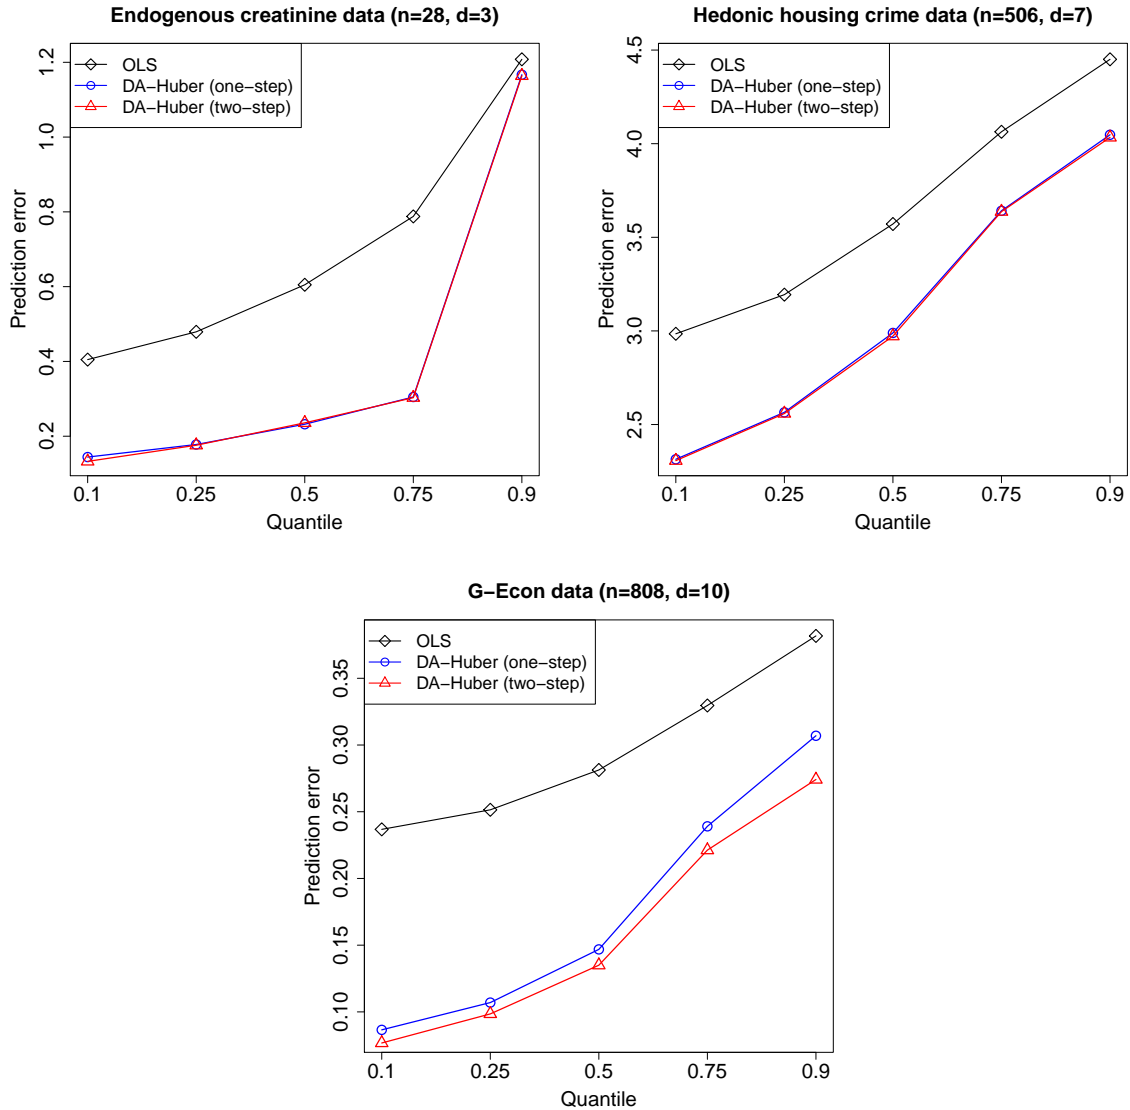 Endogenous creatinine data (n=28, d=3)
OLS
DA−Huber (one−step)
DA−Huber (two−step)
Prediction error
1.2
1.0
0.8
0.6
0.4
0.2
0.1 0.25 0.5 0.75 0.9
Quantile
Hedonic housing crime data (n=506, d=7)
OLS
DA−Huber (one−step)
DA−Huber (two−step)
Prediction error
4.5
4.0
3.5
3.0
2.5
0.1 0.25 0.5 0.75 0.9
Quantile
G−Econ data (n=808, d=10)
OLS
DA−Huber (one−step)
DA−Huber (two−step)
Prediction error
0.35
0.30
0.25
0.20
0.15
0.10
0.1 0.25 0.5 0.75 0.9
Quantile